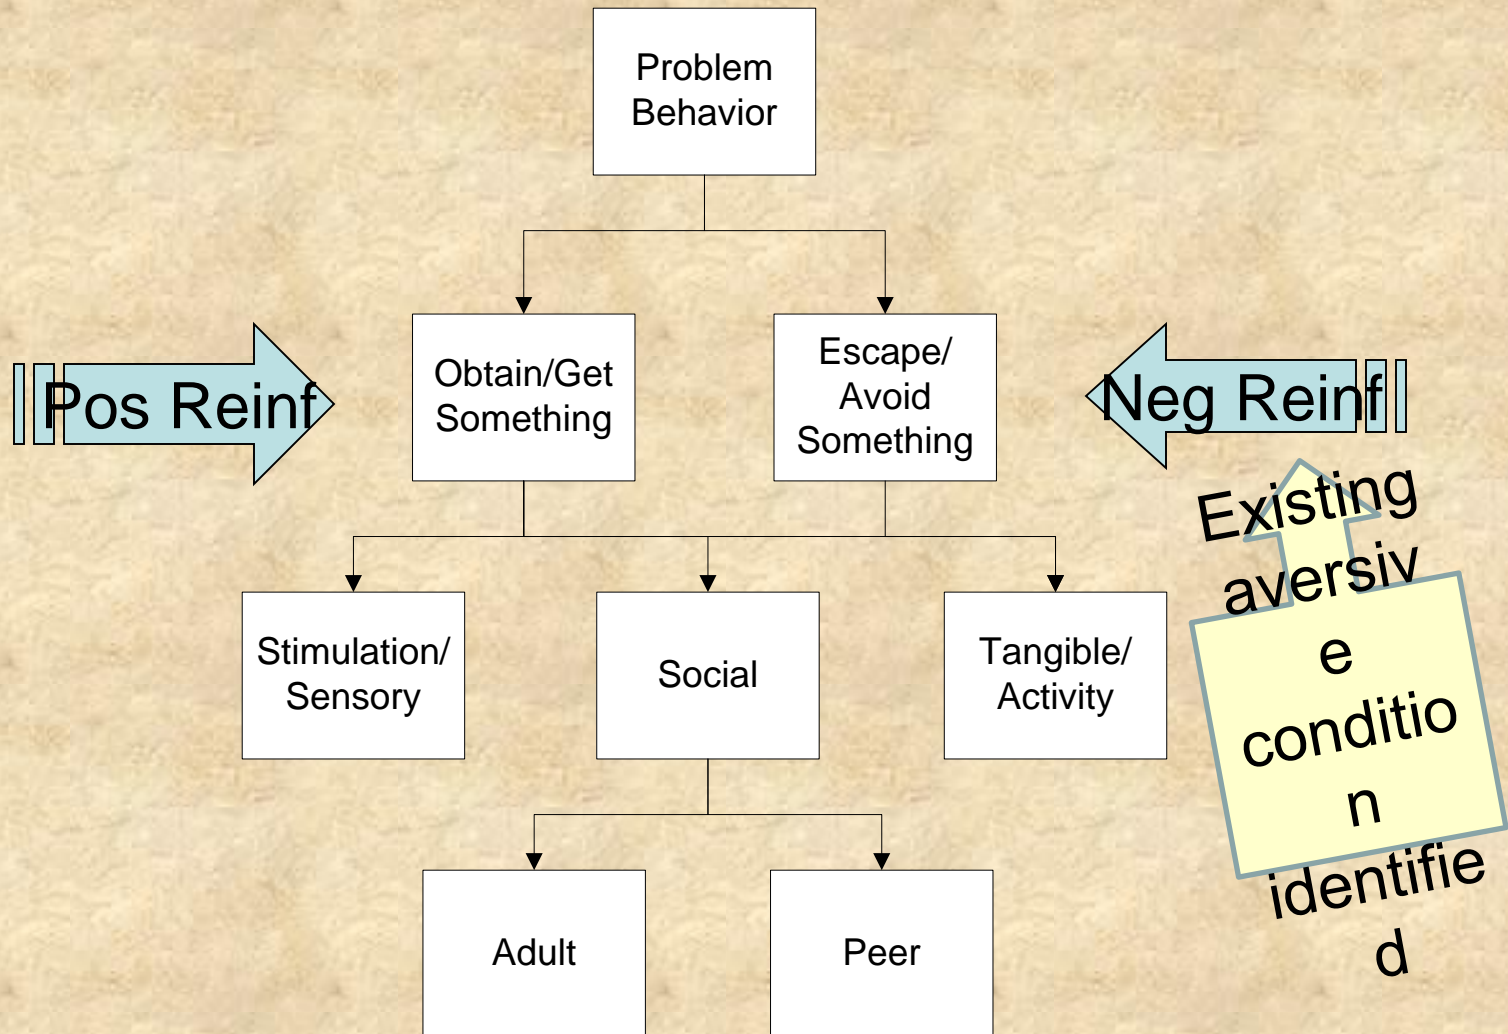 Problem
Behavior
Pos Reinf
Obtain/Get
Something
Escape/
Avoid
Something
Neg Reinf
Existing
aversiv
e
conditio
n
identifie
d
Stimulation/
Sensory
Social
Tangible/
Activity
Adult
Peer